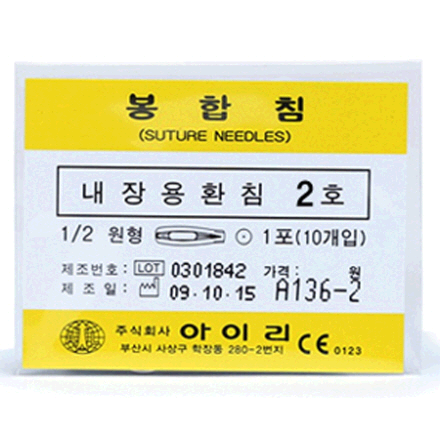 봉합침
(SUTURE NEEDLES)
내장용환침 2호
1/2 원형 1포(10개입)
제조번호: LOT 0301842 가격: 원
제조일: 09.10.15 A136-2
주식회사 아이리 CE 0123
부산시 사상구 학장동 280-2번지